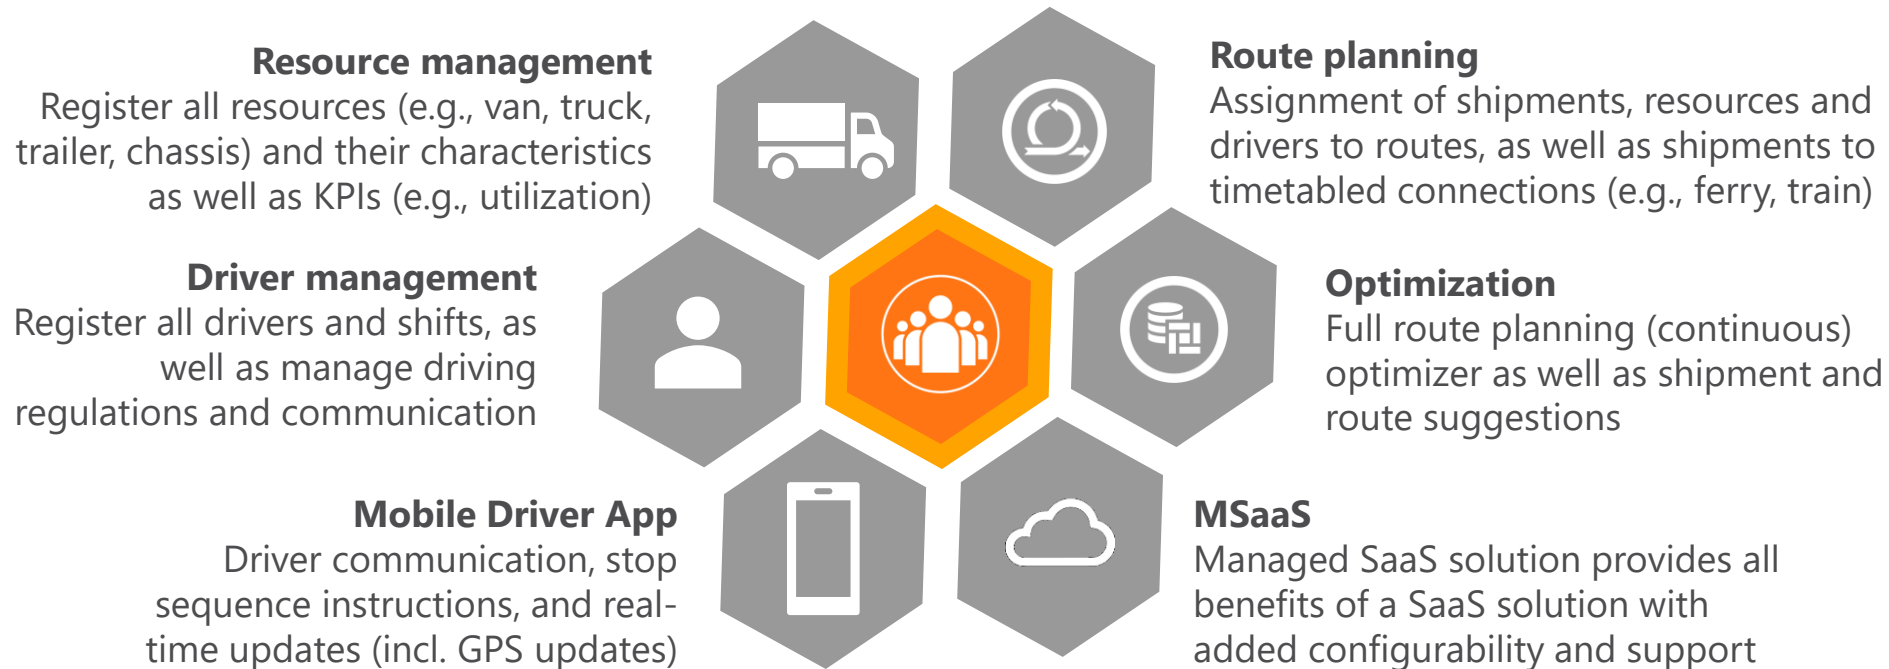 Resource management
Register all resources (e.g., van, truck,
trailer, chassis) and their characteristics
as well as KPIs (e.g., utilization)
Route planning
Assignment of shipments, resources and
drivers to routes, as well as shipments to
timetabled connections (e.g., ferry, train)
Driver management
Register all drivers and shifts, as
well as manage driving
regulations and communication
Optimization
Full route planning (continuous)
optimizer as well as shipment and
route suggestions
Mobile Driver App
Driver communication, stop
sequence instructions, and real-
time updates (incl. GPS updates)
MSaaS
Managed SaaS solution provides all
benefits of a SaaS solution with
added configurability and support